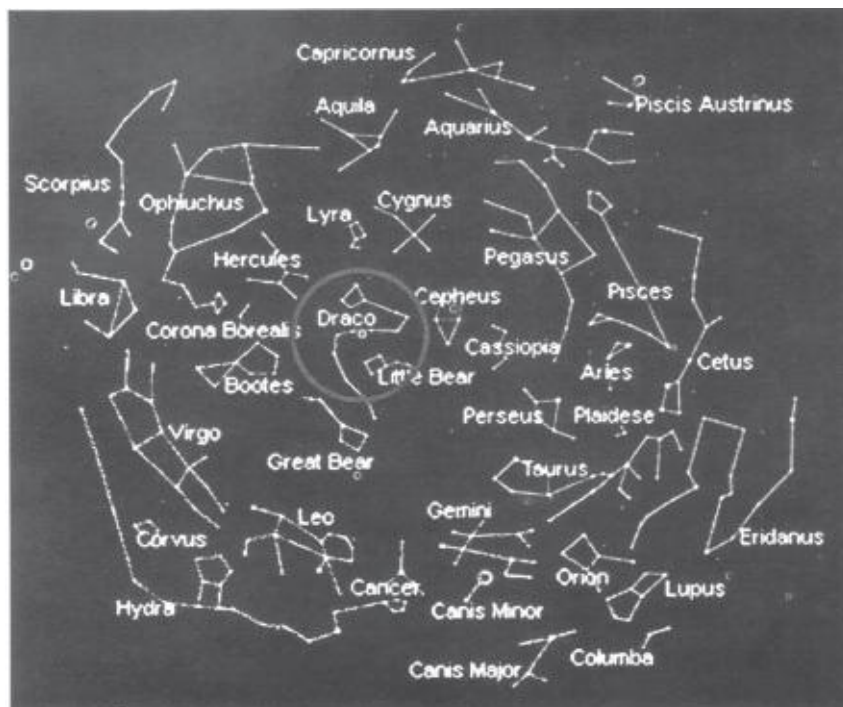 Capricornus
Piscis Austrinus
Aquila
Aquarius
Scorpius
Ophiuchus
Cygnus
Lyra
Hercules
Pegasus
Libra
Cepheus
Pisces
Draco
Corona Borealis
Cassiopia
Bootes
Little Bear
Aries
Cetus
Perseus
Plaidese
Virgo
Great Bear
Taurus
Leo
Gemini
Corvus
Eridanus
Cancer
Orion
Lupus
Hydra
Canis Minor
Columba
Canis Major